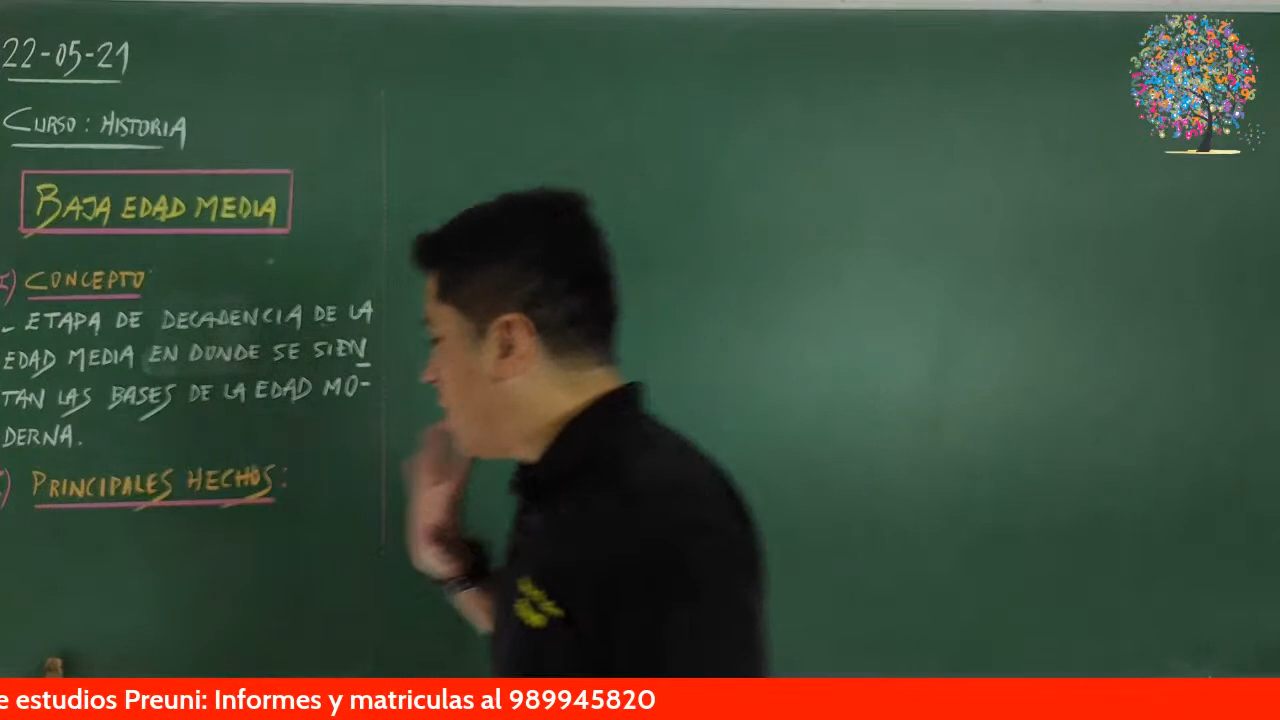 22-05-21
CURSO: HISTORIA
BAJA EDAD MEDIA
I) CONCEPTO
- ETAPA DE DECADENCIA DE LA
EDAD MEDIA EN DONDE SE SIEN
TAN LAS BASES DE LA EDAD MO-
DERNA.
) PRINCIPALES HECHOS:
e estudios Preuni: Informes y matriculas al 989945820